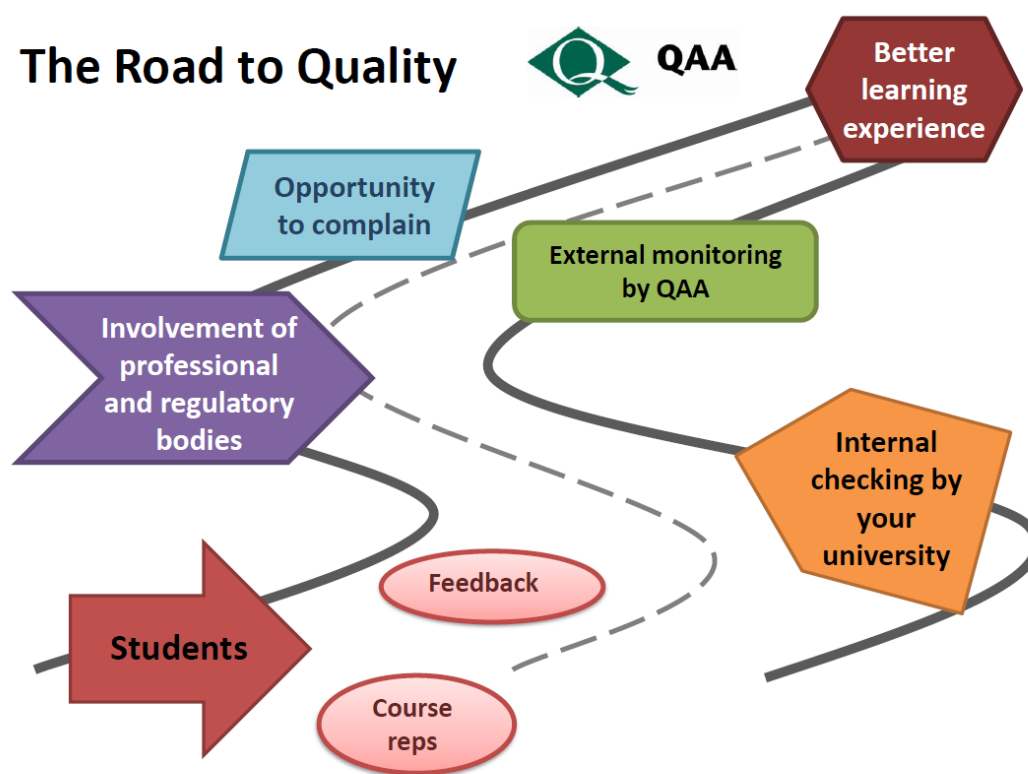 The Road to Quality
QAA
Better
learning
experience
Opportunity
to complain
External monitoring
by QAA
Involvement of
professional
and regulatory
bodies
Internal
checking by
your
university
Feedback
Students
Course
reps